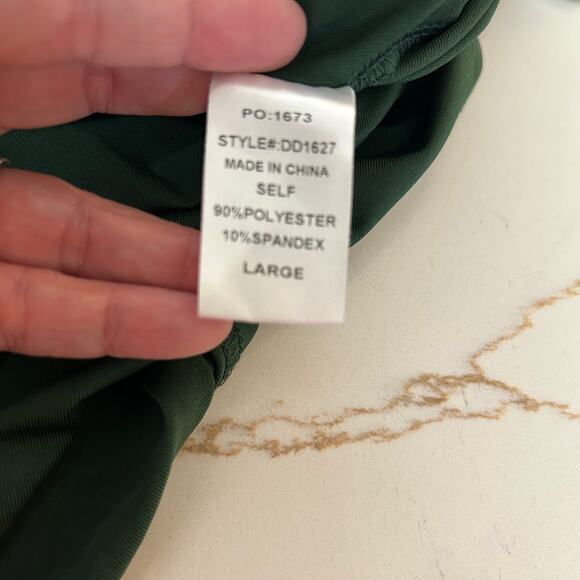 PO:1673
STYLE#:DD1627
MADE IN CHINA
SELF
90%POLYESTER
10%SPANDEX
LARGE